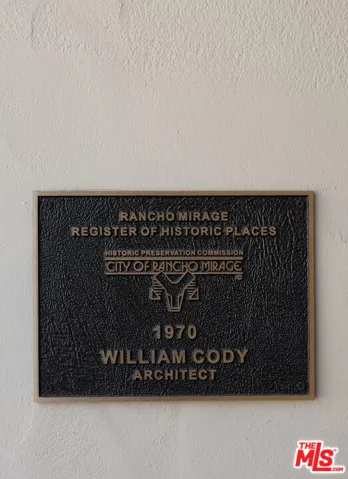 RANCHO MIRAGE
REGISTER OF HISTORIC PLACES
HISTORIC PRESERVATION COMMISSION
CITY OF RANCHO MIRAGE
1970
WILLIAM CODY
ARCHITECT
THE
MLS
.com